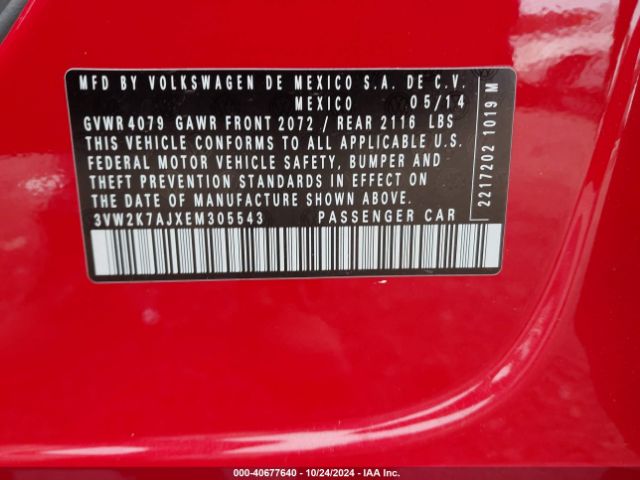 MFD BY VOLKSWAGEN DE MEXICO S.A. DE C.V.
MEXICO 05/14
GVWR 4079 GAWR FRONT 2072 / REAR 2116 LBS
THIS VEHICLE CONFORMS TO ALL APPLICABLE U.S.
FEDERAL MOTOR VEHICLE SAFETY, BUMPER AND
THEFT PREVENTION STANDARDS IN EFFECT ON
THE DATE OF MANUFACTURE SHOWN ABOVE.
3VW2K7AJXEM305543 PASSENGER CAR
2217202 1019 M
000-40677640 - 10/24/2024 - IAA Inc.